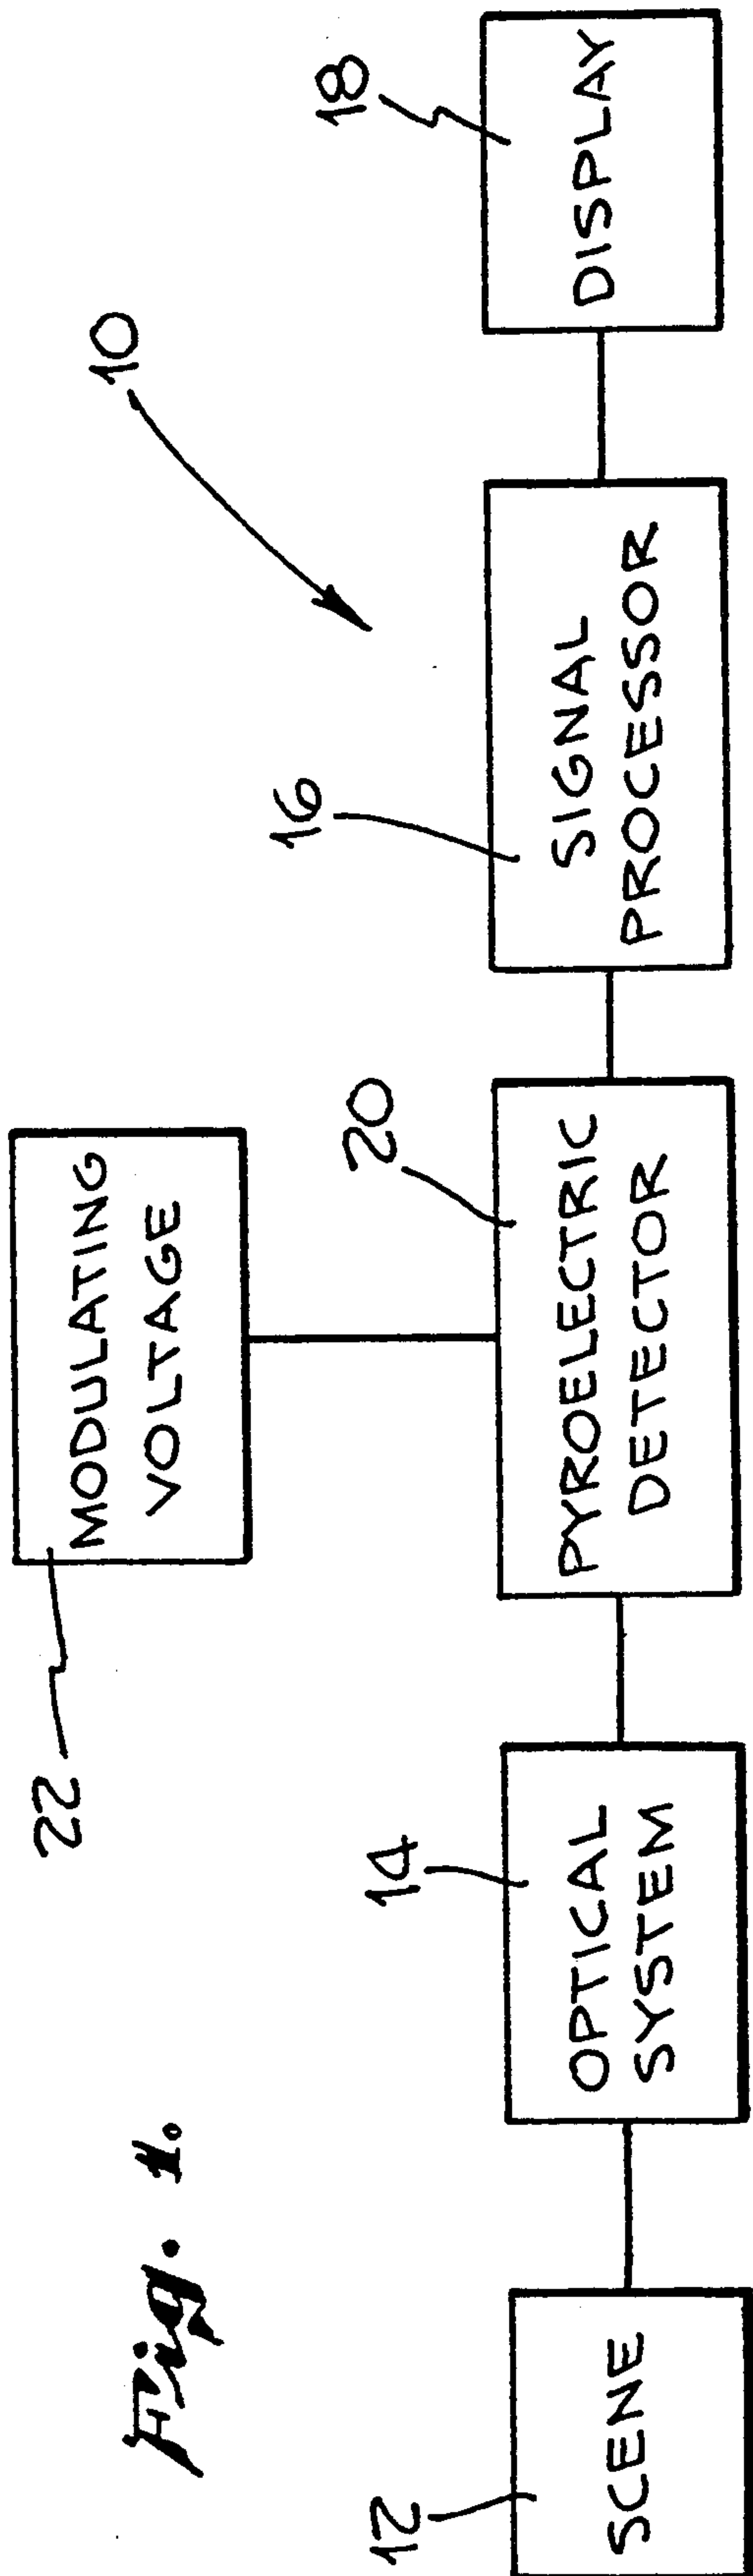 22
MODULATING
VOLTAGE
10
12
SCENE
14
OPTICAL
SYSTEM
20
PYROELECTRIC
DETECTOR
16
SIGNAL
PROCESSOR
18
DISPLAY
Fig. 1.